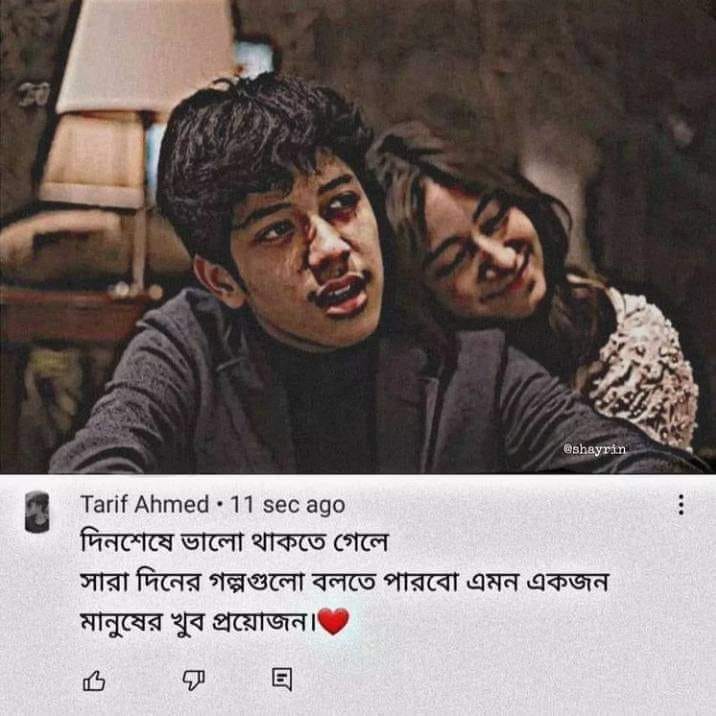 @shayrin
Tarif Ahmed • 11 sec ago
দিনশেষে ভালো থাকতে গেলে
সারা দিনের গল্পগুলো বলতে পারবো এমন একজন
মানুষের খুব প্রয়োজন।❤️